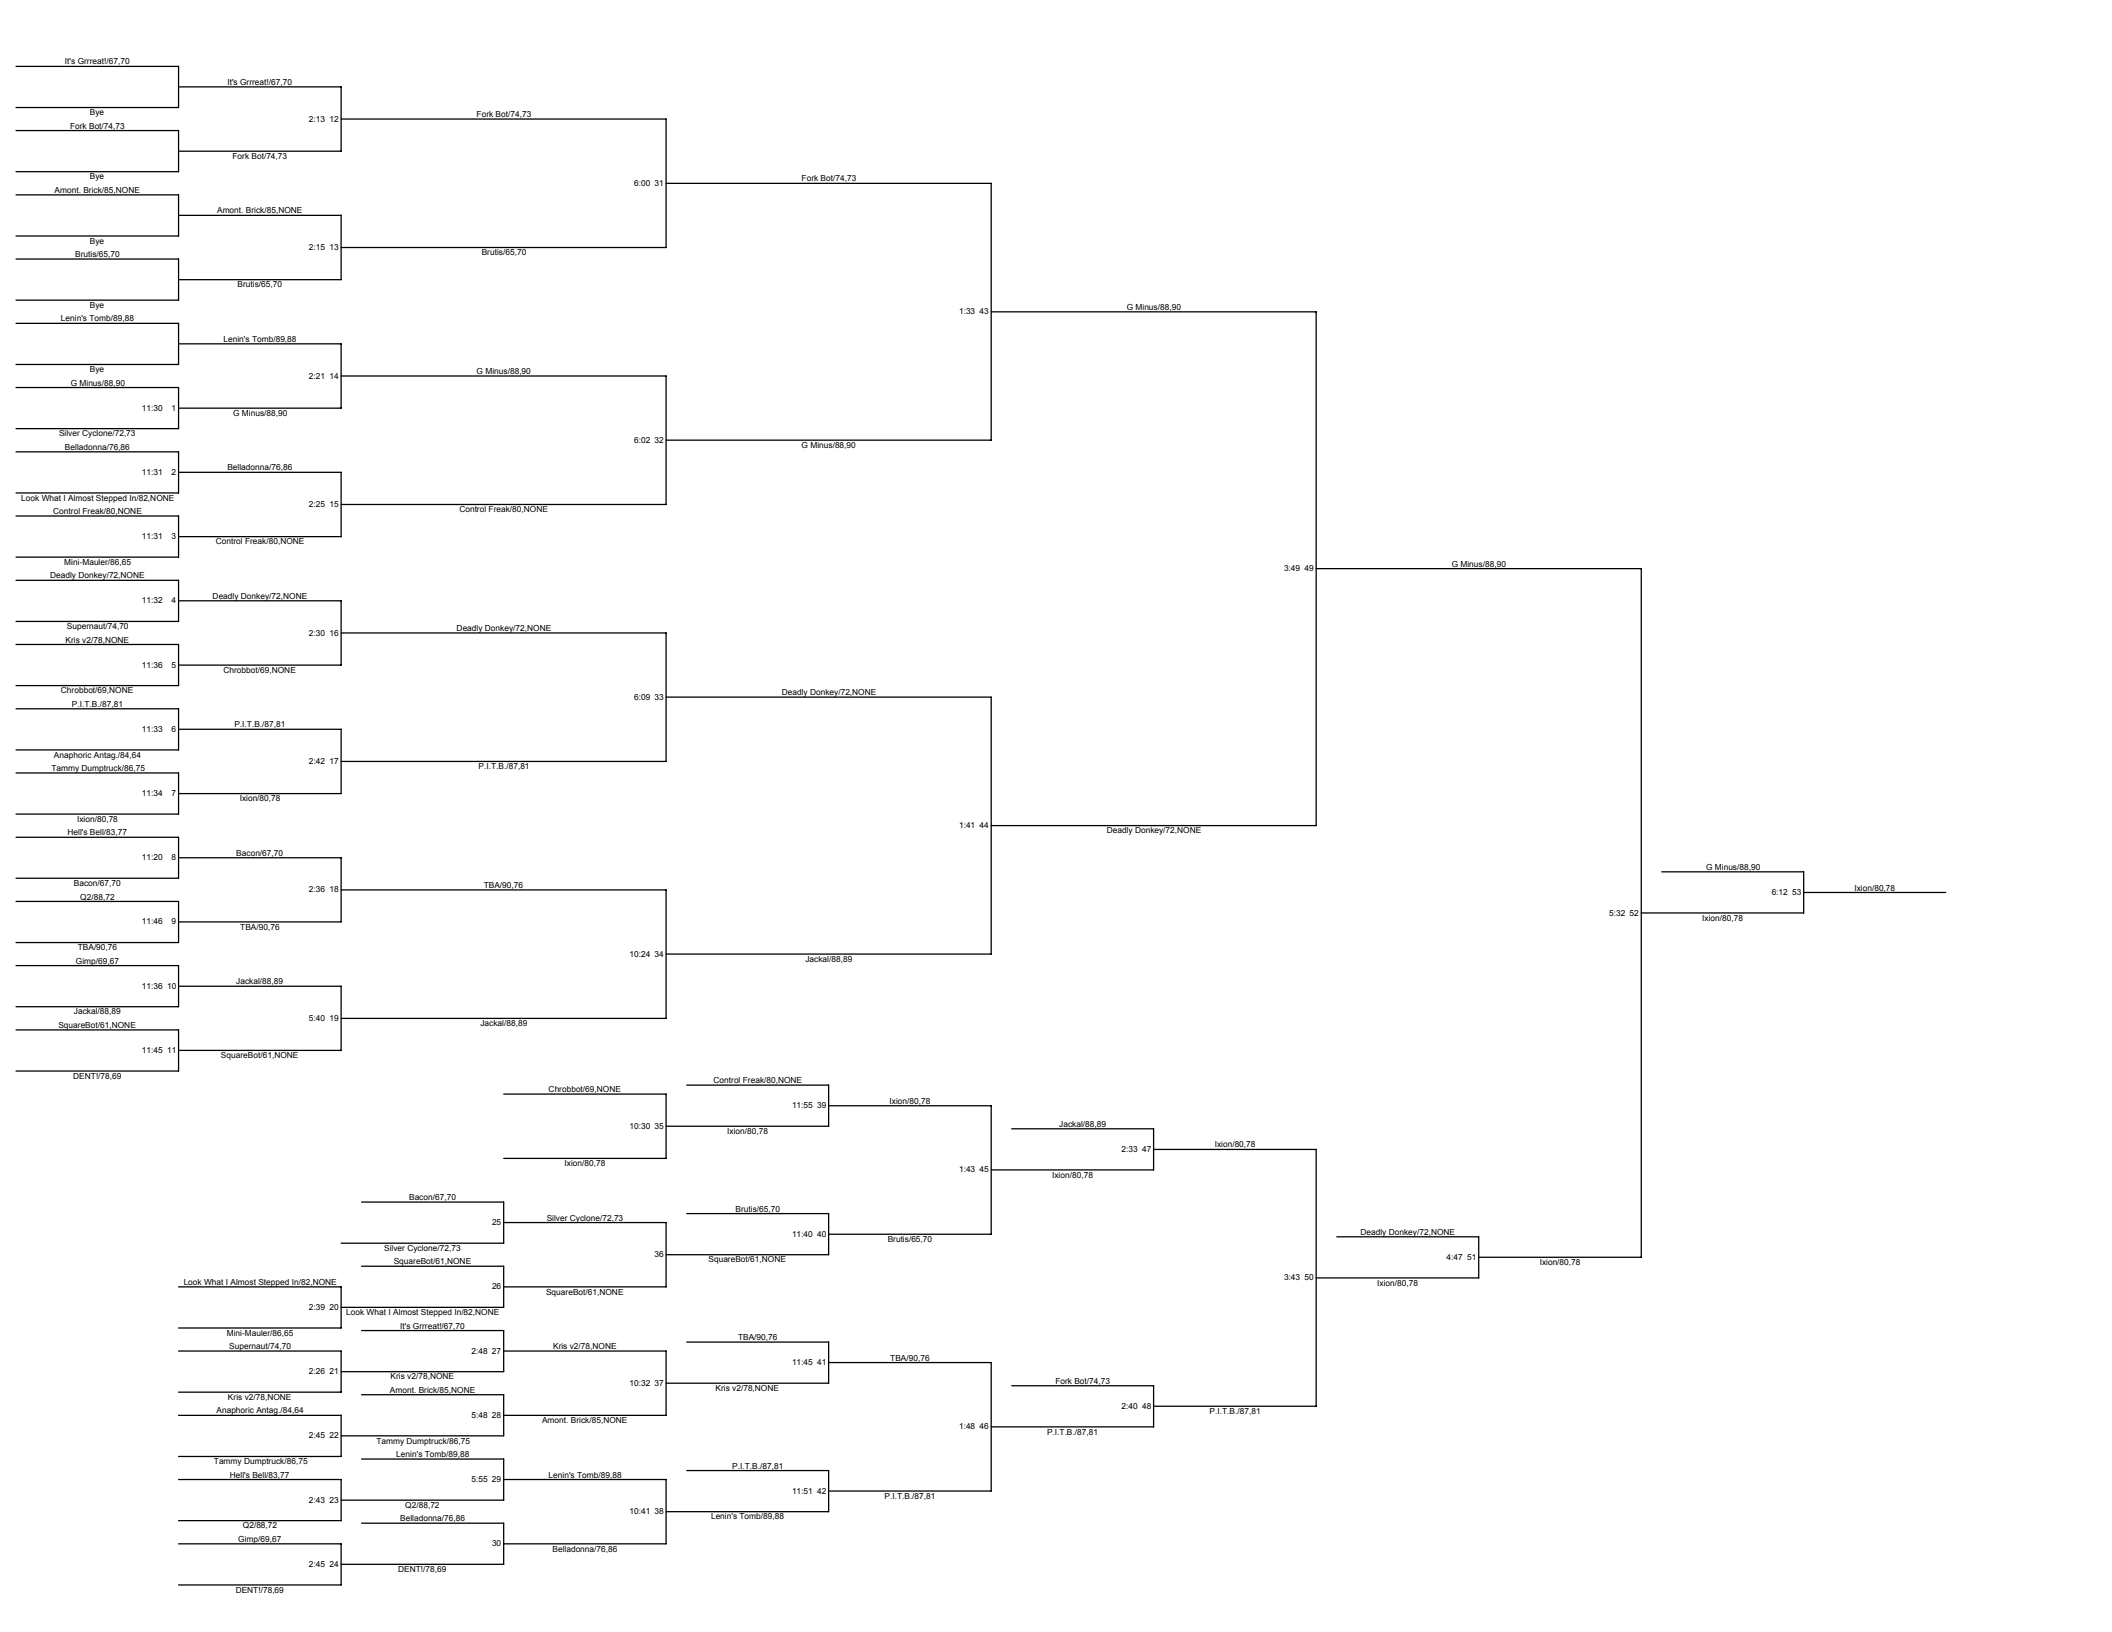 It's Grrreat!/67,70
It's Grrreat!/67,70
Bye
2:13 12
Fork Bot/74,73
Fork Bot/74,73
Fork Bot/74,73
Bye
6:00 31
Fork Bot/74,73
Amont. Brick/85,NONE
Amont. Brick/85,NONE
Bye
2:15 13
Brutis/65,70
Brutis/65,70
Brutis/65,70
Bye
1:33 43
G Minus/88,90
Lenin's Tomb/89,88
Lenin's Tomb/89,88
Bye
2:21 14
G Minus/88,90
G Minus/88,90
11:30 1
G Minus/88,90
Silver Cyclone/72,73
6:02 32
G Minus/88,90
Belladonna/76,86
11:31 2
Belladonna/76,86
Look What I Almost Stepped In/82,NONE
2:25 15
Control Freak/80,NONE
Control Freak/80,NONE
11:31 3
Control Freak/80,NONE
Mini-Mauler/86,65
3:49 49
G Minus/88,90
Deadly Donkey/72,NONE
11:32 4
Deadly Donkey/72,NONE
Supernaut/74,70
2:30 16
Deadly Donkey/72,NONE
Kris v2/78,NONE
11:36 5
Chrobbot/69,NONE
Chrobbot/69,NONE
6:09 33
Deadly Donkey/72,NONE
P.I.T.B./87,81
11:33 6
P.I.T.B./87,81
Anaphoric Antag./84,64
2:42 17
P.I.T.B./87,81
Tammy Dumptruck/86,75
11:34 7
Ixion/80,78
Ixion/80,78
1:41 44
Deadly Donkey/72,NONE
Hell's Bell/83,77
11:20 8
Bacon/67,70
Bacon/67,70
2:36 18
TBA/90,76
Q2/88,72
11:46 9
TBA/90,76
TBA/90,76
G Minus/88,90
6:12 53
Ixion/80,78
5:32 52
Ixion/80,78
10:24 34
Jackal/88,89
Gimp/69,67
11:36 10
Jackal/88,89
Jackal/88,89
5:40 19
Jackal/88,89
SquareBot/61,NONE
11:45 11
SquareBot/61,NONE
DENT!/78,69
Chrobbot/69,NONE
Control Freak/80,NONE
11:55 39
Ixion/80,78
10:30 35
Ixion/80,78
Ixion/80,78
Jackal/88,89
2:33 47
Ixion/80,78
1:43 45
Ixion/80,78
Bacon/67,70
25
Silver Cyclone/72,73
Silver Cyclone/72,73
Brutis/65,70
11:40 40
Brutis/65,70
36
SquareBot/61,NONE
SquareBot/61,NONE
26
SquareBot/61,NONE
Deadly Donkey/72,NONE
4:47 51
Ixion/80,78
3:43 50
Ixion/80,78
Look What I Almost Stepped In/82,NONE
2:39 20
Look What I Almost Stepped In/82,NONE
Mini-Mauler/86,65
It's Grrreat!/67,70
2:48 27
Kris v2/78,NONE
Supernaut/74,70
2:26 21
Kris v2/78,NONE
Kris v2/78,NONE
TBA/90,76
11:45 41
TBA/90,76
10:32 37
Kris v2/78,NONE
Amont. Brick/85,NONE
5:48 28
Amont. Brick/85,NONE
Anaphoric Antag./84,64
2:45 22
Tammy Dumptruck/86,75
Tammy Dumptruck/86,75
Fork Bot/74,73
2:40 48
P.I.T.B./87,81
1:48 46
P.I.T.B./87,81
Lenin's Tomb/89,88
5:55 29
Lenin's Tomb/89,88
Hell's Bell/83,77
2:43 23
Q2/88,72
Q2/88,72
P.I.T.B./87,81
11:51 42
P.I.T.B./87,81
10:41 38
Lenin's Tomb/89,88
Belladonna/76,86
30
Belladonna/76,86
Gimp/69,67
2:45 24
DENT!/78,69
DENT!/78,69